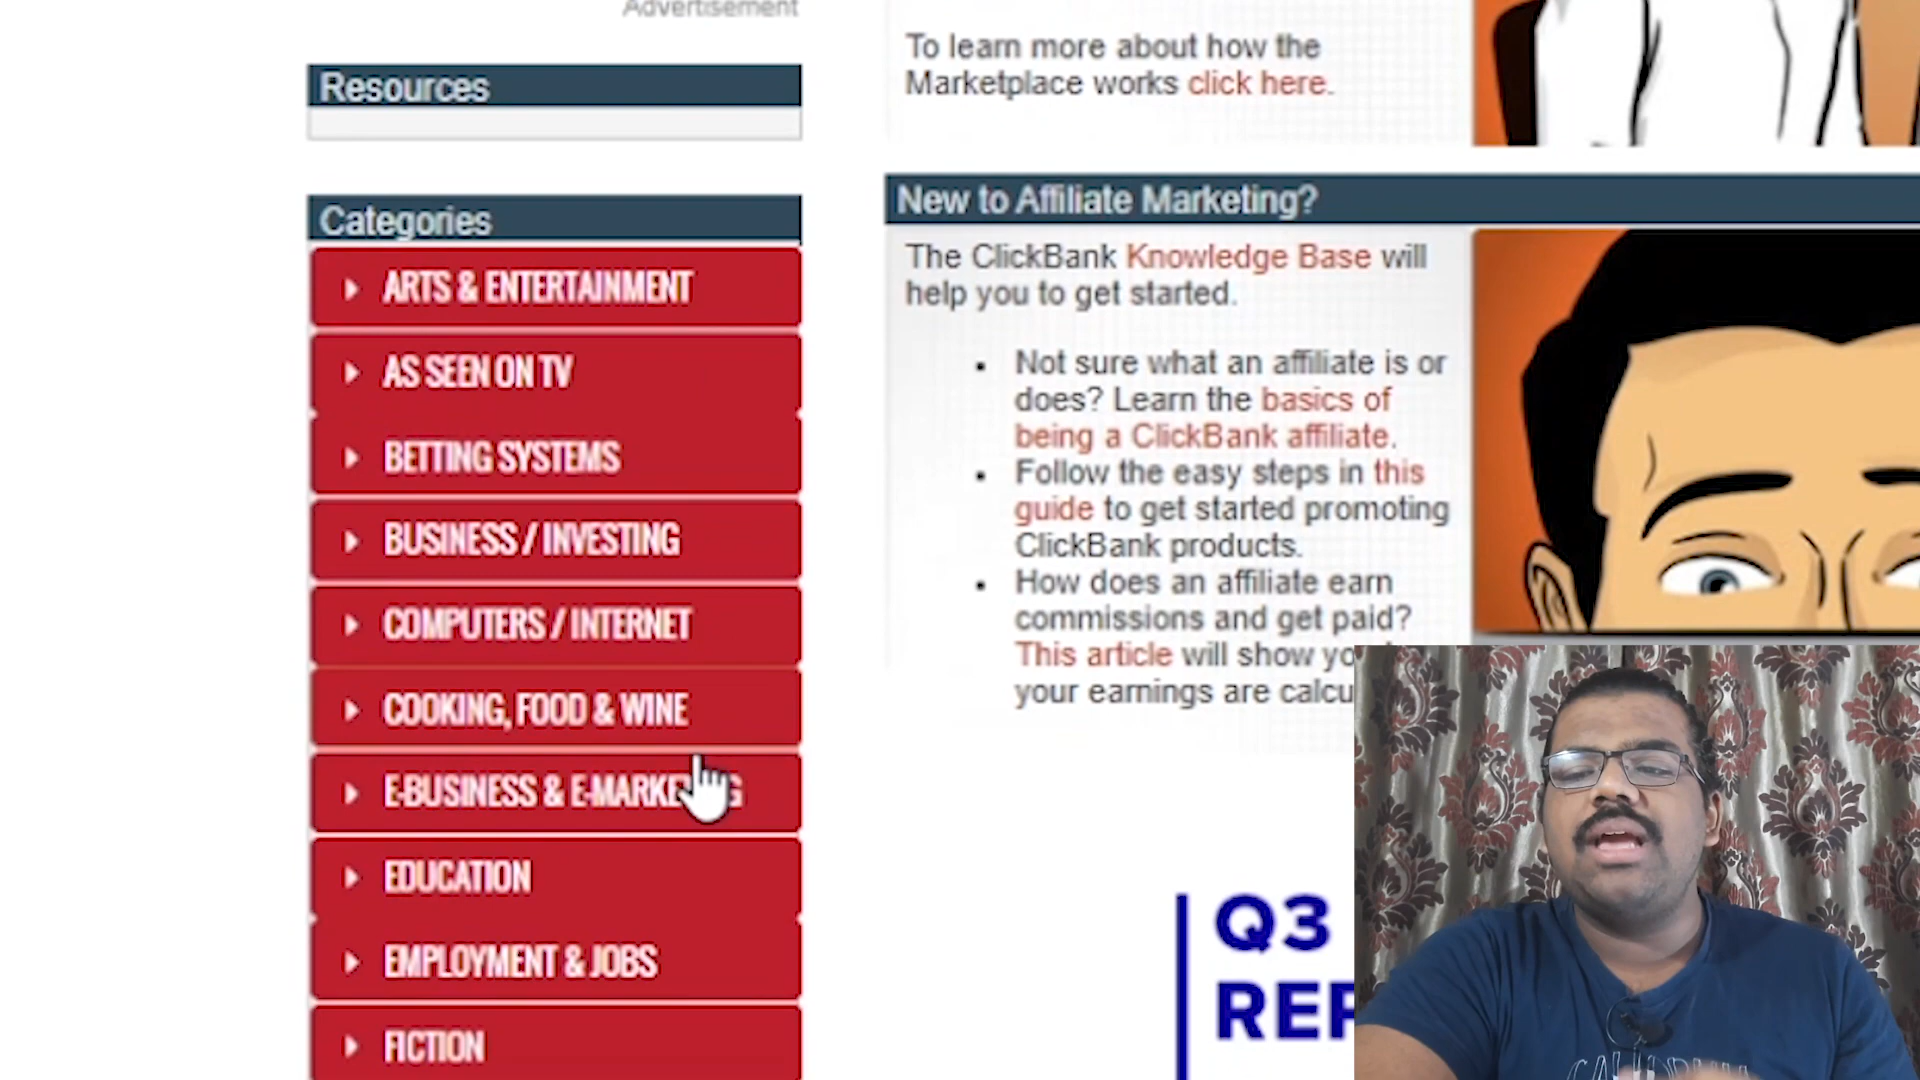 Advertisement
Resources
Categories
ARTS & ENTERTAINMENT
AS SEEN ON TV
BETTING SYSTEMS
BUSINESS / INVESTING
COMPUTERS / INTERNET
COOKING, FOOD & WINE
E-BUSINESS & E-MARKE G
EDUCATION
EMPLOYMENT & JOBS
FICTION
To learn more about how the
Marketplace works click here.
New to Affiliate Marketing?
The ClickBank Knowledge Base will
help you to get started.
• Not sure what an affiliate is or
does? Learn the basics of
being a ClickBank affiliate.
• Follow the easy steps in this
guide to get started promoting
ClickBank products.
• How does an affiliate earn
commissions and get paid?
This article will show
your earnings are
Q3